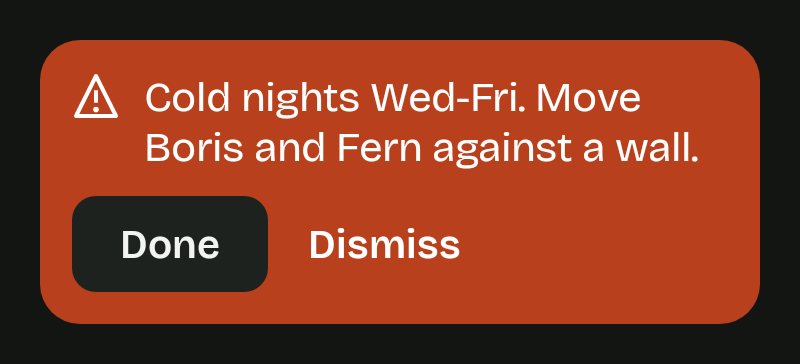 Cold nights Wed-Fri. Move
Boris and Fern against a wall.
Done
Dismiss